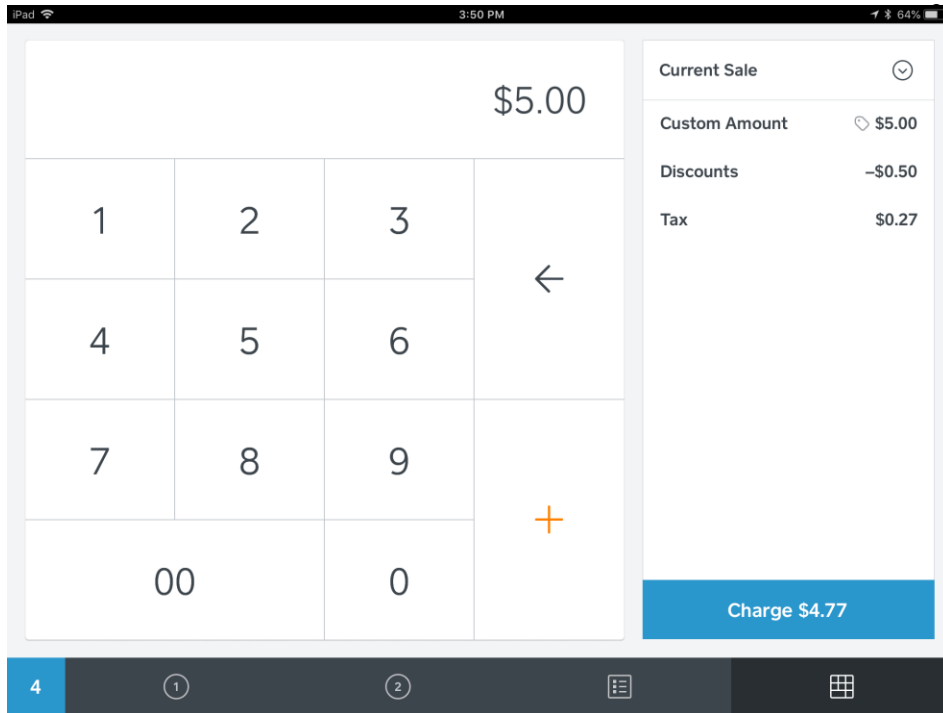 iPad 3:50 PM 64%
$5.00
1 2 3
4 5 6
7 8 9
00 0
Current Sale
Custom Amount $5.00
Discounts –$0.50
Tax $0.27
Charge $4.77
4 1 2